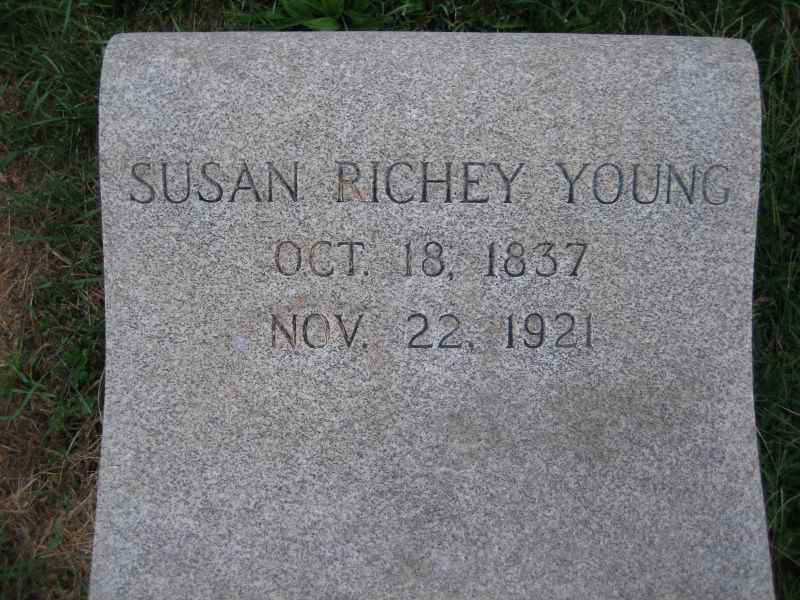 SUSAN RICHEY YOUNG
OCT. 18, 1837
NOV. 22, 1921